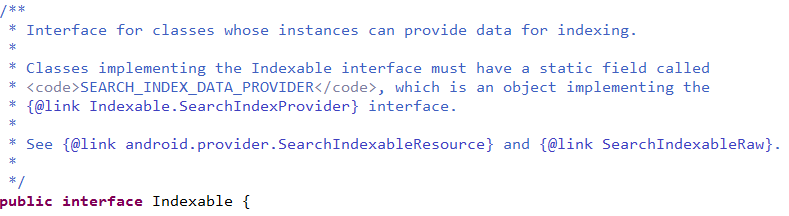 /**
 * Interface for classes whose instances can provide data for indexing.
 *
 * Classes implementing the Indexable interface must have a static field called
 * <code>SEARCH_INDEX_DATA_PROVIDER</code>, which is an object implementing the
 * {@link Indexable.SearchIndexProvider} interface.
 *
 * See {@link android.provider.SearchIndexableResource} and {@link SearchIndexableRaw}.
 *
 */
public interface Indexable {